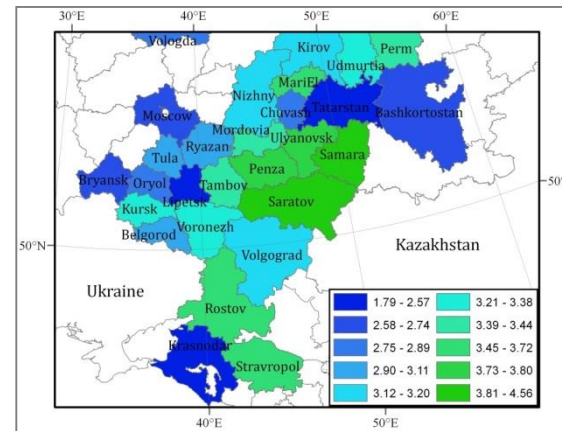 30°E 40°E 50°E 60°E
Vologda
Kirov
Perm
Udmurtia
MariEl
Nizhny
Moscow
Chuvash
Tatarstan
Bashkortostan
Mordovia
Ulyanovsk
Ryazan
Tula
Samara
Penza
Bryansk
Oryol
Lipetsk
Tambov
Saratov
Kursk
Voronezh
Belgorod
50°N
50°
Volgograd
Kazakhstan
Ukraine
Rostov
Krasnodar
Stravropol
1.79 - 2.57
2.58 - 2.74
2.75 - 2.89
2.90 - 3.11
3.12 - 3.20
3.21 - 3.38
3.39 - 3.44
3.45 - 3.72
3.73 - 3.80
3.81 - 4.56
40°E 50°E